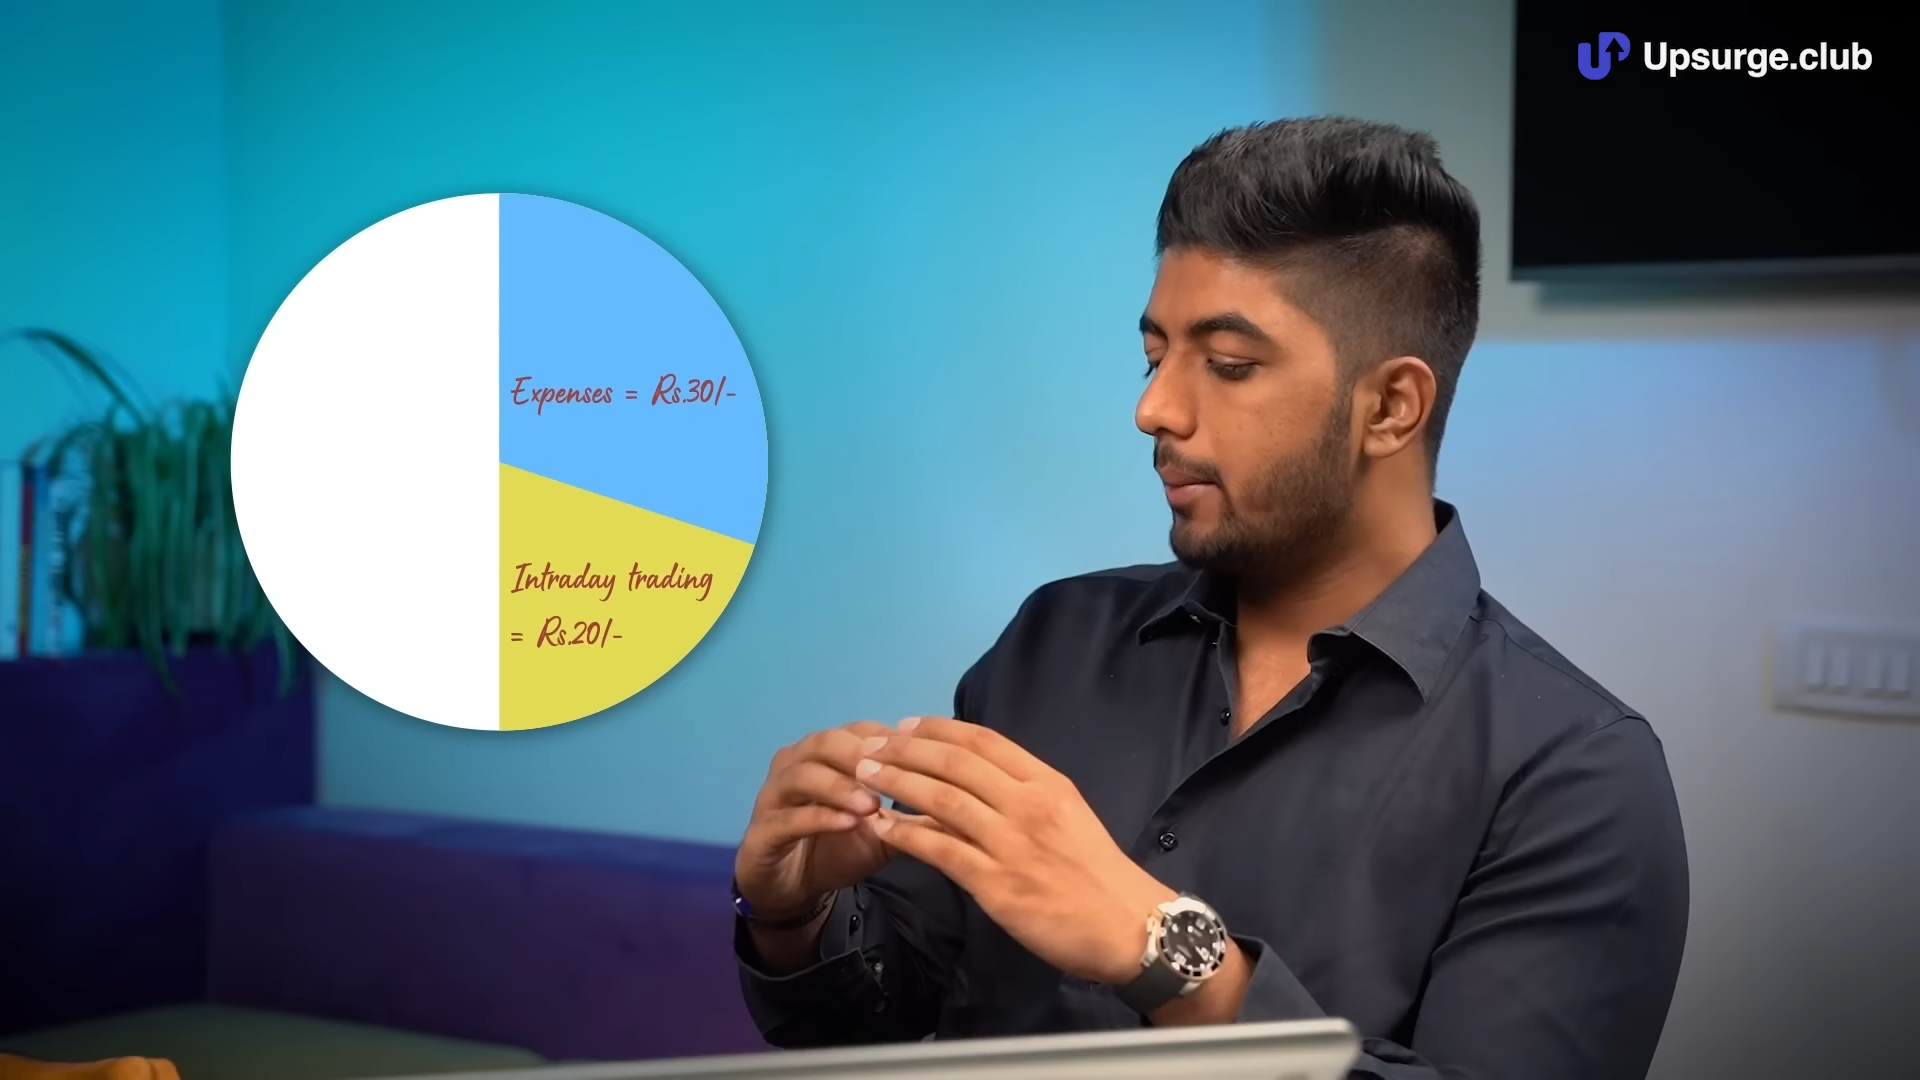 Upsurge.club
Expenses = Rs.30/-
Intraday trading
= Rs.20/-